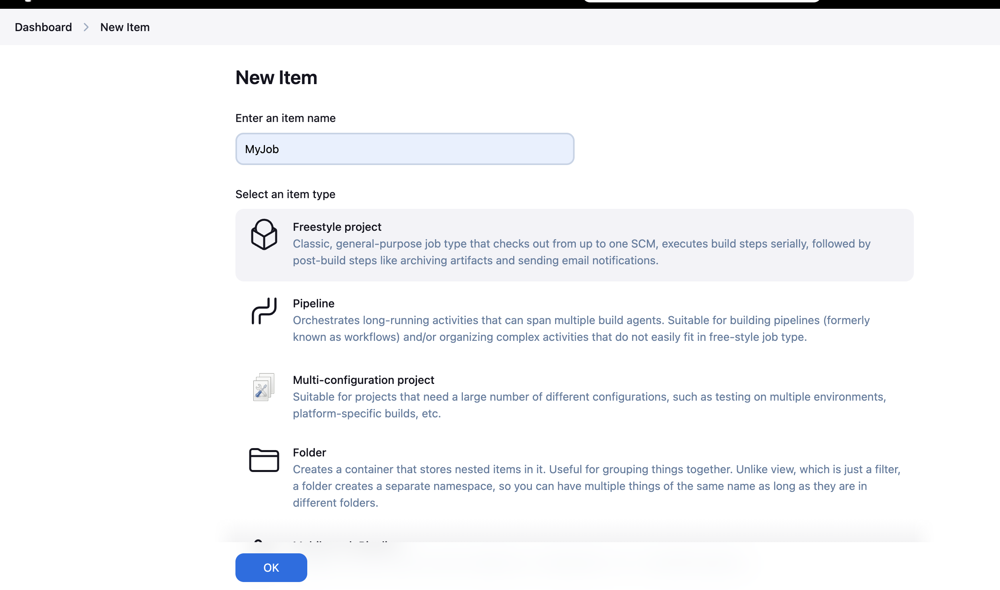 Dashboard > New Item
New Item
Enter an item name
MyJob
Select an item type
Freestyle project
Classic, general-purpose job type that checks out from up to one SCM, executes build steps serially, followed by
post-build steps like archiving artifacts and sending email notifications.
Pipeline
Orchestrates long-running activities that can span multiple build agents. Suitable for building pipelines (formerly
known as workflows) and/or organizing complex activities that do not easily fit in free-style job type.
Multi-configuration project
Suitable for projects that need a large number of different configurations, such as testing on multiple environments,
platform-specific builds, etc.
Folder
Creates a container that stores nested items in it. Useful for grouping things together. Unlike view, which is just a filter,
a folder creates a separate namespace, so you can have multiple things of the same name as long as they are in
different folders.
OK